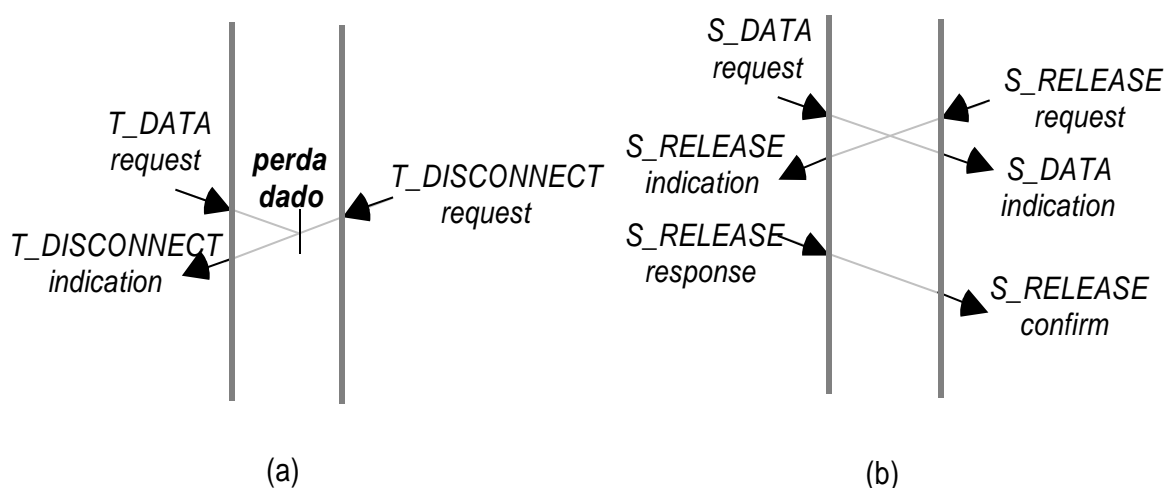 T_DATA
request
perda
dado
T_DISCONNECT
request
T_DISCONNECT
indication
(a)
S_DATA
request
S_RELEASE
request
S_RELEASE
indication
S_DATA
indication
S_RELEASE
response
S_RELEASE
confirm
(b)